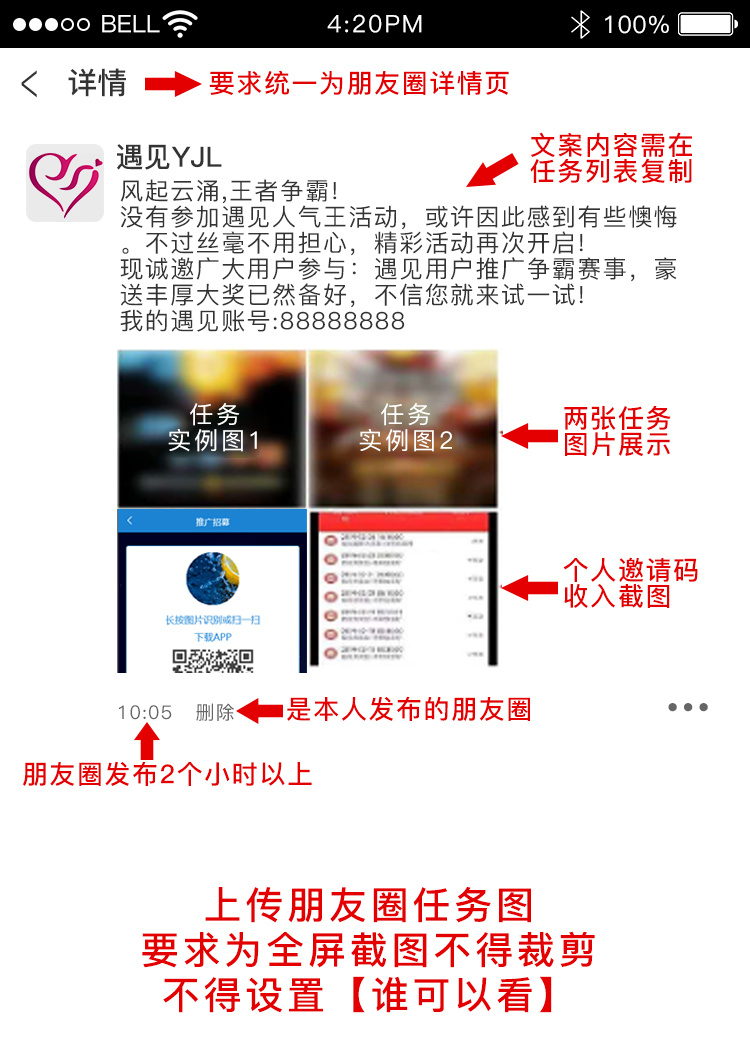 BELL 4:20PM 100%
详情 要求统一为朋友圈详情页
遇见YJL
文案内容需在
任务列表复制
风起云涌,王者争霸!
没有参加遇见人气王活动，或许因此感到有些懊悔
。不过丝毫不用担心，精彩活动再次开启!
现诚邀广大用户参与：遇见用户推广争霸赛事，豪
送丰厚大奖已然备好，不信您就来试一试!
我的遇见账号:88888888
任务
实例图1
任务
实例图2
两张任务
图片展示
推广招募
长按图片识别或扫一扫
下载APP
个人邀请码
收入截图
10:05 删除 是本人发布的朋友圈
朋友圈发布2个小时以上
上传朋友圈任务图
要求为全屏截图不得裁剪
不得设置【谁可以看】